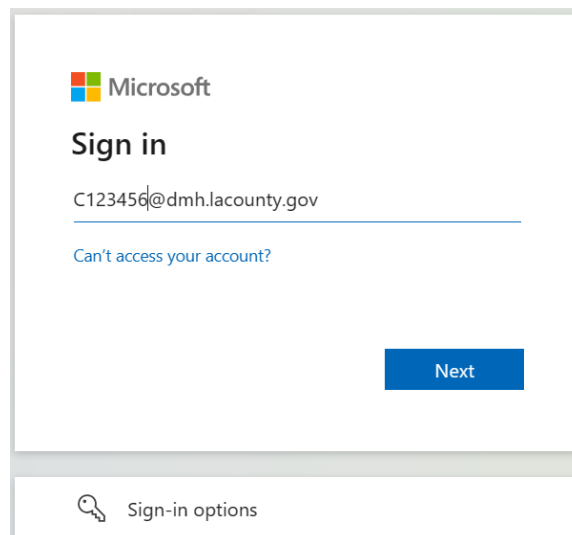 Microsoft
Sign in
C123456@dmh.lacounty.gov
Can't access your account?
Next
Sign-in options